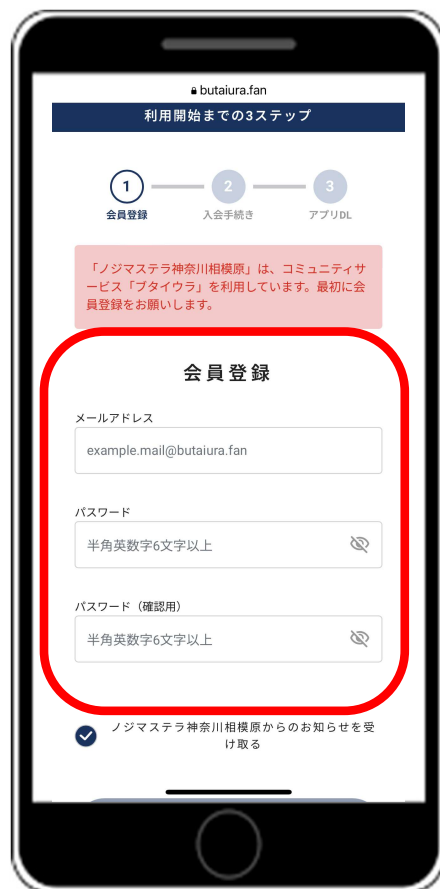 butaiura.fan
利用開始までの3ステップ
1 2 3
会員登録 入会手続き アプリDL
「ノジマステラ神奈川相模原」は、コミュニティサ
ービス「ブタイウラ」を利用しています。最初に会
員登録をお願いします。
会員登録
メールアドレス
example.mail@butaiura.fan
パスワード
半角英数字6文字以上
パスワード（確認用）
半角英数字6文字以上
ノジマステラ神奈川相模原からのお知らせを受
け取る